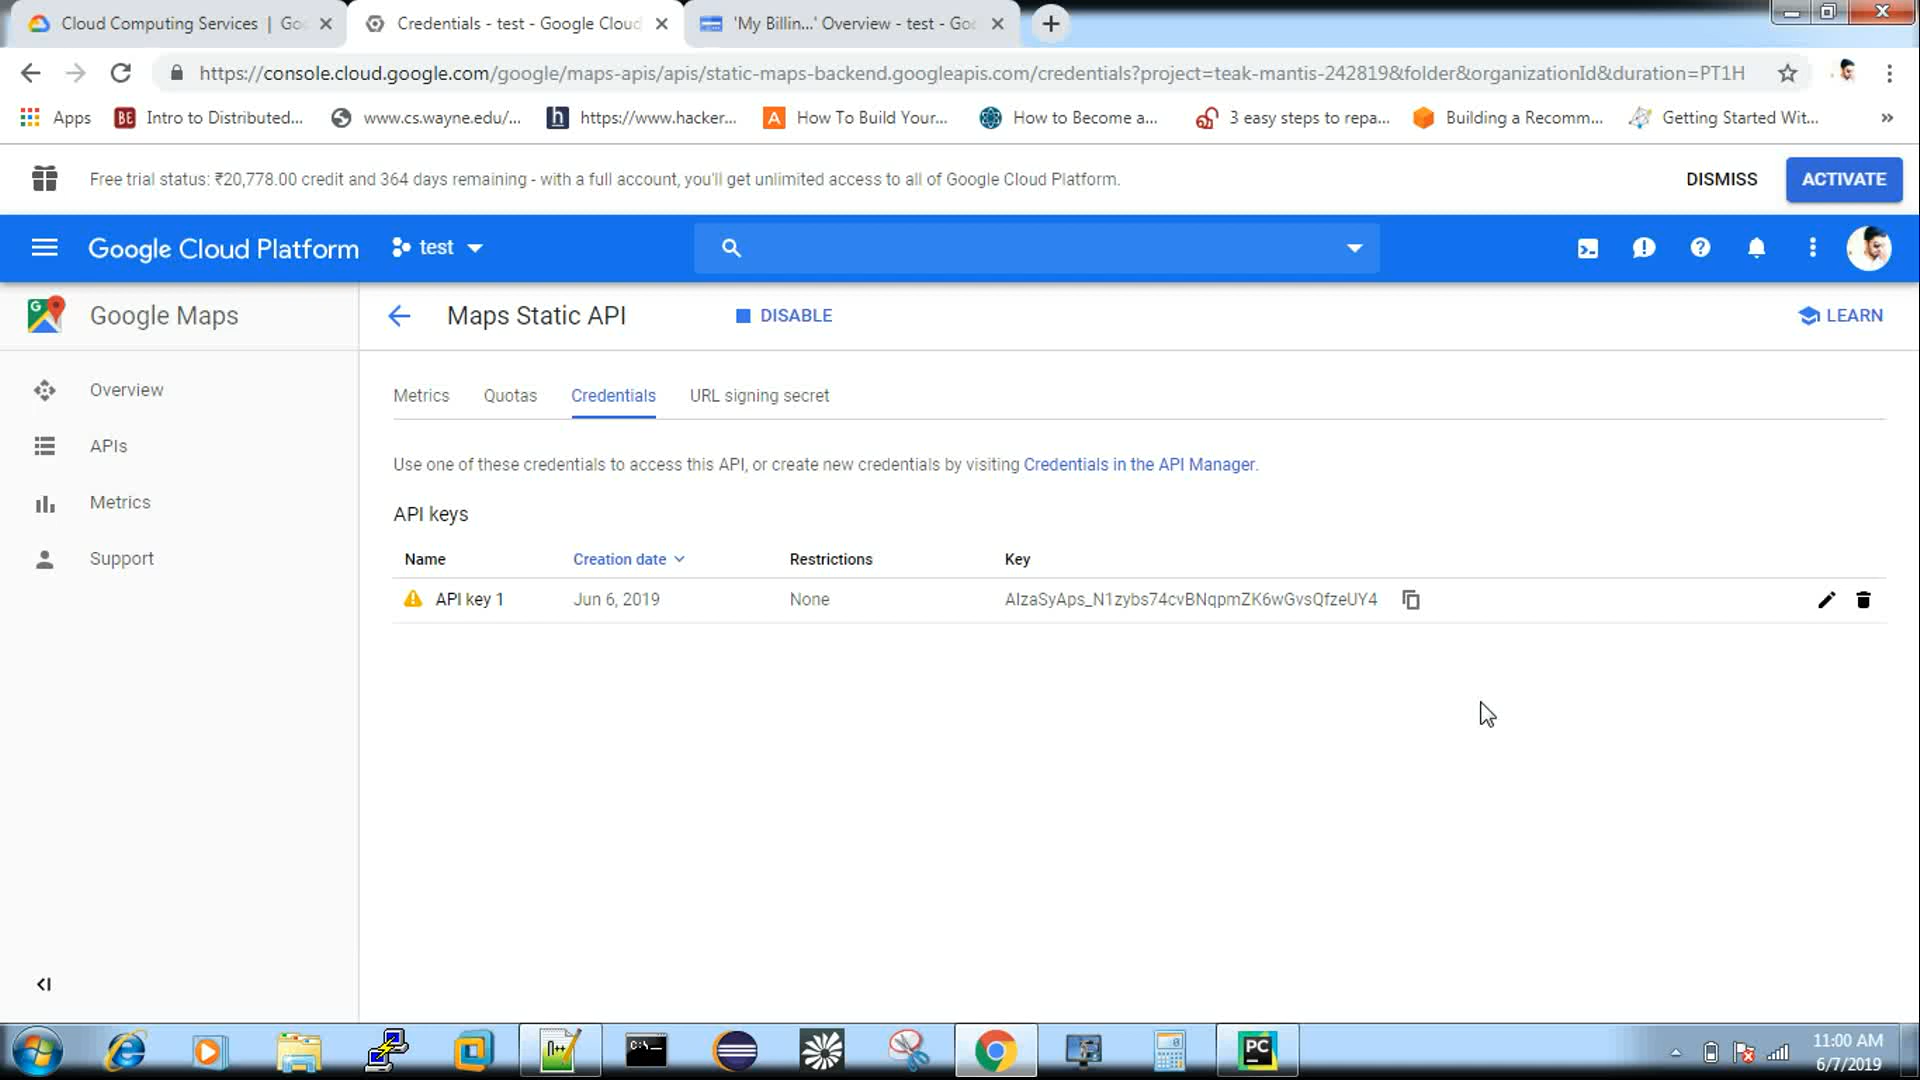 Cloud Computing Services | Go
Credentials - test - Google Cloud
'My Billin...' Overview - test - Goo
https://console.cloud.google.com/google/maps-apis/apis/static-maps-backend.googleapis.com/credentials?project=teak-mantis-242819&folder&organizationId&duration=PT1H
Apps
BE
Intro to Distributed...
www.cs.wayne.edu/...
h
https://www.hacker...
A
How To Build Your...
How to Become a...
3 easy steps to repa...
Building a Recomm...
Getting Started Wit...
»
Free trial status: ₹20,778.00 credit and 364 days remaining - with a full account, you'll get unlimited access to all of Google Cloud Platform.
DISMISS
ACTIVATE
Google Cloud Platform
test
Google Maps
Maps Static API
DISABLE
LEARN
Overview
APIs
Metrics
Support
Metrics
Quotas
Credentials
URL signing secret
Use one of these credentials to access this API, or create new credentials by visiting Credentials in the API Manager.
API keys
Name
Creation date
Restrictions
Key
API key 1
Jun 6, 2019
None
AIzaSyAps_N1zybs74cvBNqpmZK6wGvsQfzeUY4
PC
11:00 AM
6/7/2019